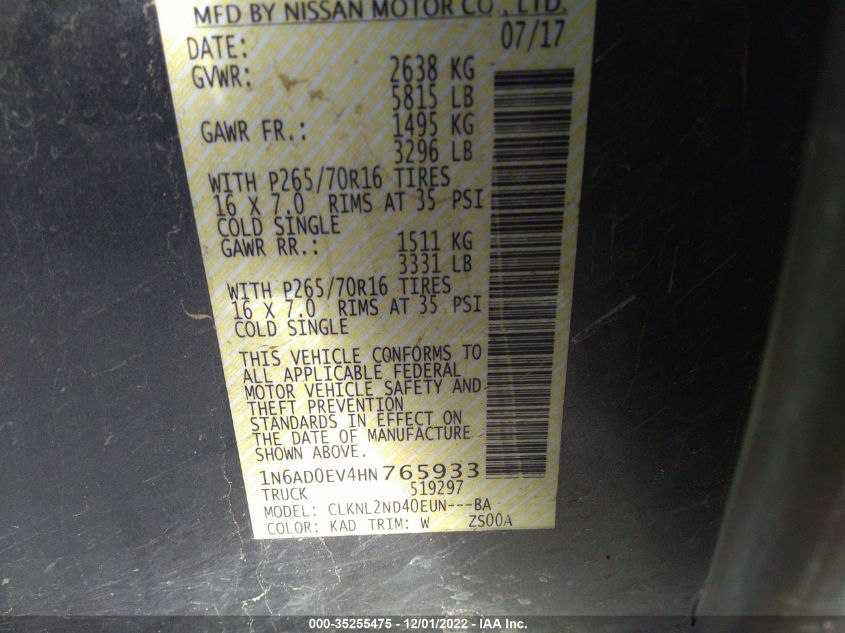 MFD BY NISSAN MOTOR CO., LTD.
DATE: 07/17
GVWR: 2638 KG
5815 LB
GAWR FR.: 1495 KG
3296 LB
WITH P265/70R16 TIRES
16 X 7.0 RIMS AT 35 PSI
COLD SINGLE
GAWR RR.: 1511 KG
3331 LB
WITH P265/70R16 TIRES
16 X 7.0 RIMS AT 35 PSI
COLD SINGLE
THIS VEHICLE CONFORMS TO
ALL APPLICABLE FEDERAL
MOTOR VEHICLE SAFETY AND
THEFT PREVENTION
STANDARDS IN EFFECT ON
THE DATE OF MANUFACTURE
SHOWN ABOVE.
1N6AD0EV4HN765933
TRUCK 519297
MODEL: CLKNL2ND40EUN---BA
COLOR: KAD TRIM: W ZS00A
000-35255475 - 12/01/2022 - IAA Inc.